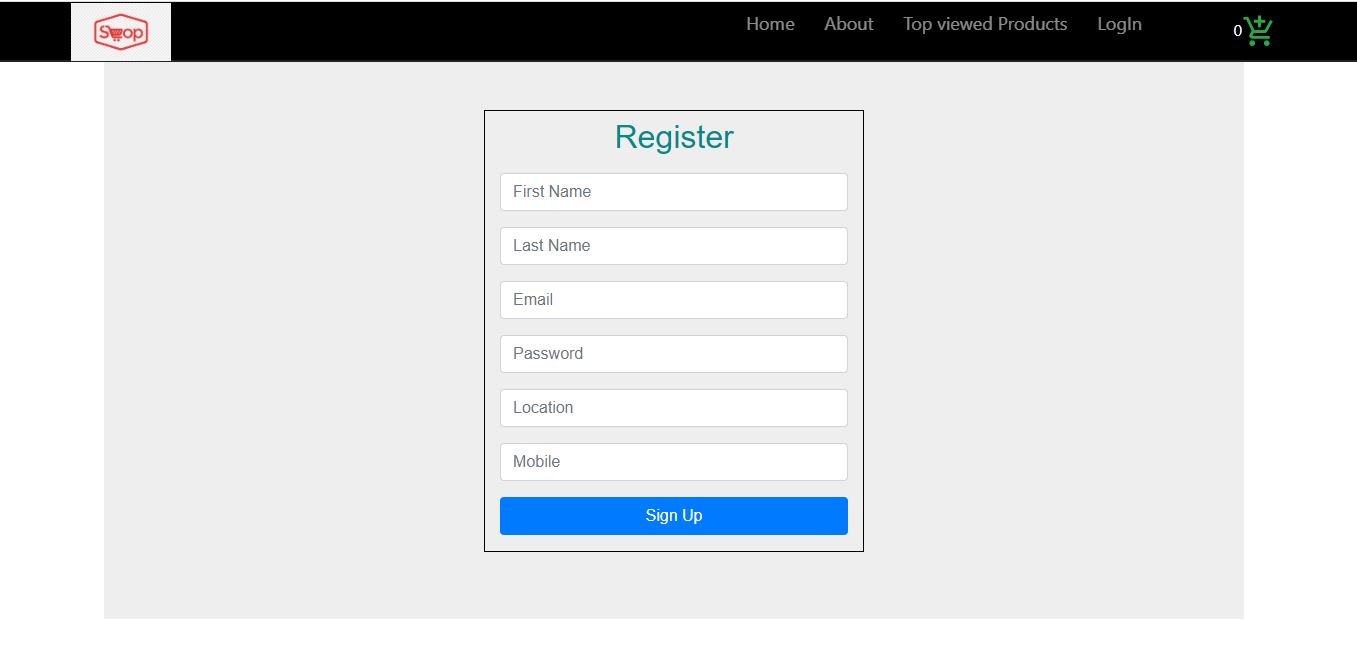 Shop
Home About Top viewed Products LogIn 0
Register
First Name
Last Name
Email
Password
Location
Mobile
Sign Up